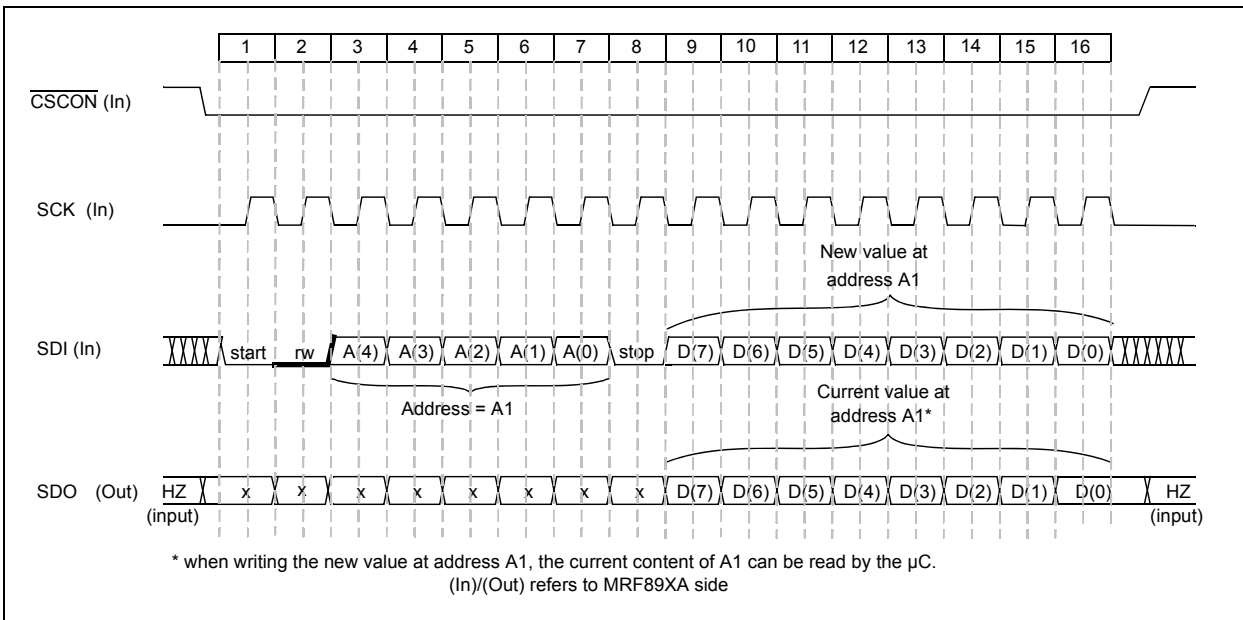 1 2 3 4 5 6 7 8 9 10 11 12 13 14 15 16
CSCON (In)
SCK (In)
New value at
address A1
SDI (In) start rw A(4) A(3) A(2) A(1) A(0) stop D(7) D(6) D(5) D(4) D(3) D(2) D(1) D(0)
Address = A1
Current value at
address A1*
SDO (Out) HZ x x x x x x x x D(7) D(6) D(5) D(4) D(3) D(2) D(1) D(0) HZ
(input) (input)
* when writing the new value at address A1, the current content of A1 can be read by the µC.
(In)/(Out) refers to MRF89XA side